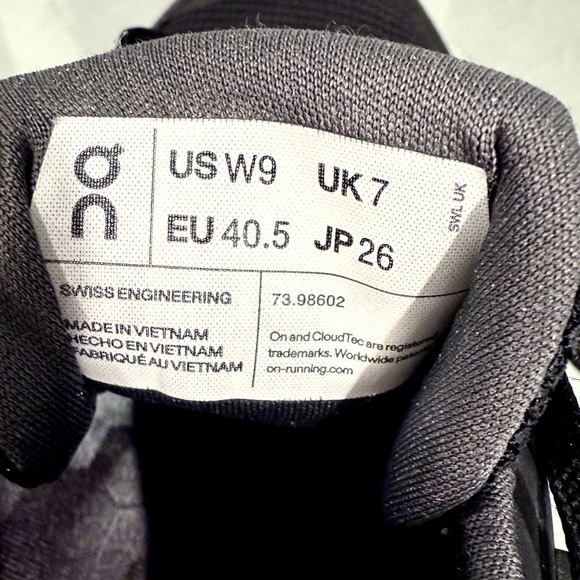 On
US W9 UK 7
EU 40.5 JP 26
SWL UK
SWISS ENGINEERING
73.98602
MADE IN VIETNAM
HECHO EN VIETNAM
FABRIQUÉ AU VIETNAM
On and CloudTec are registered
trademarks. Worldwide
on-running.com